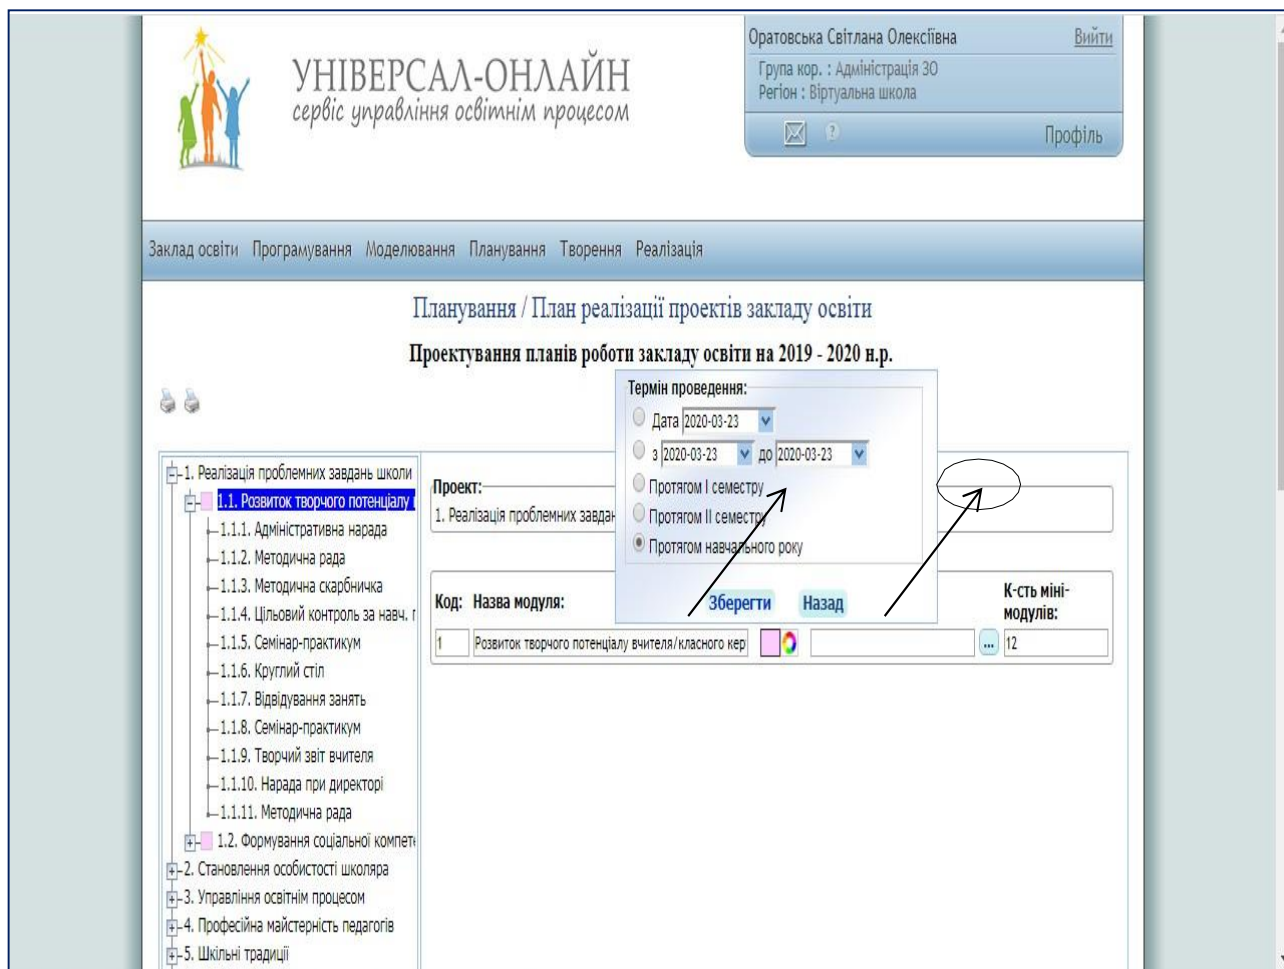 УНІВЕРСАЛ-ОНЛАЙН
сервіс управління освітнім процесом
Оратовська Світлана Олексіївна
Вийти
Група кор. : Адміністрація ЗО
Регіон : Віртуальна школа
Профіль
Заклад освіти Програмування Моделювання Планування Творення Реалізація
Планування / План реалізації проектів закладу освіти
Проектування планів роботи закладу освіти на 2019 - 2020 н.р.
Термін проведення:
Дата 2020-03-23
з 2020-03-23 до 2020-03-23
Протягом І семестру
Протягом ІІ семестру
Протягом навчального року
Зберегти Назад
1. Реалізація проблемних завдань школи
1.1. Розвиток творчого потенціалу
1.1.1. Адміністративна нарада
1.1.2. Методична рада
1.1.3. Методична скарбничка
1.1.4. Цільовий контроль за навч.
1.1.5. Семінар-практикум
1.1.6. Круглий стіл
1.1.7. Відвідування занять
1.1.8. Семінар-практикум
1.1.9. Творчий звіт вчителя
1.1.10. Нарада при директорі
1.1.11. Методична рада
1.2. Формування соціальної компете
2. Становлення особистості школяра
3. Управління освітнім процесом
4. Професійна майстерність педагогів
5. Шкільні традиції
Проект:
1. Реалізація проблемних завдан
Код: Назва модуля:
К-сть міні-
модулів:
1 Розвиток творчого потенціалу вчителя/класного кер ... 12